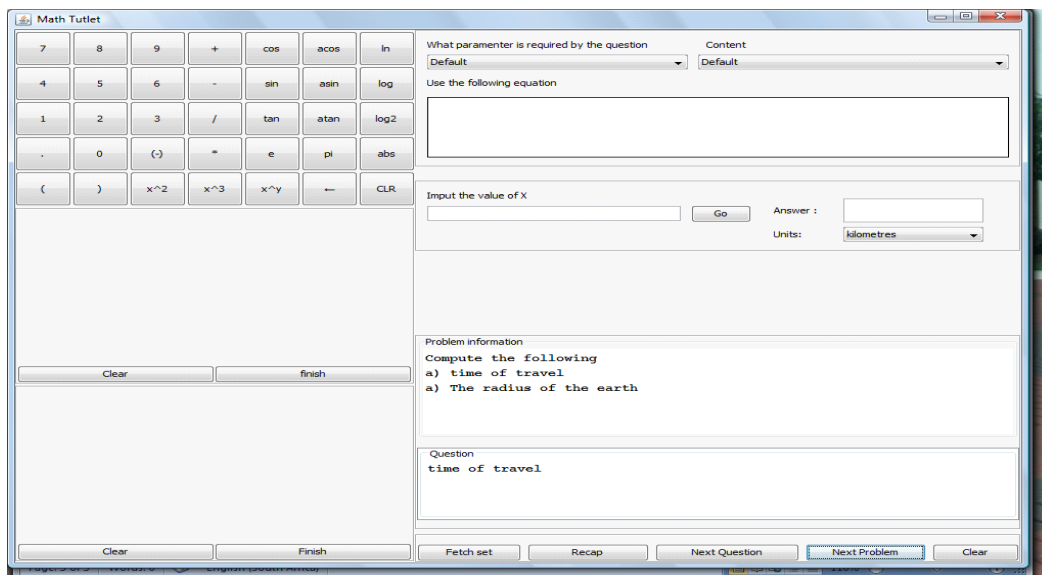 Math Tutlet
7 8 9 + cos acos ln
4 5 6 - sin asin log
1 2 3 / tan atan log2
. 0 (-) * e pi abs
( ) x^2 x^3 x^y ← CLR
Clear finish
Clear Finish
What paramenter is required by the question Content
Default Default
Use the following equation
Imput the value of X
Go Answer :
Units: kilometres
Problem information
Compute the following
a) time of travel
a) The radius of the earth
Question
time of travel
Fetch set Recap Next Question Next Problem Clear